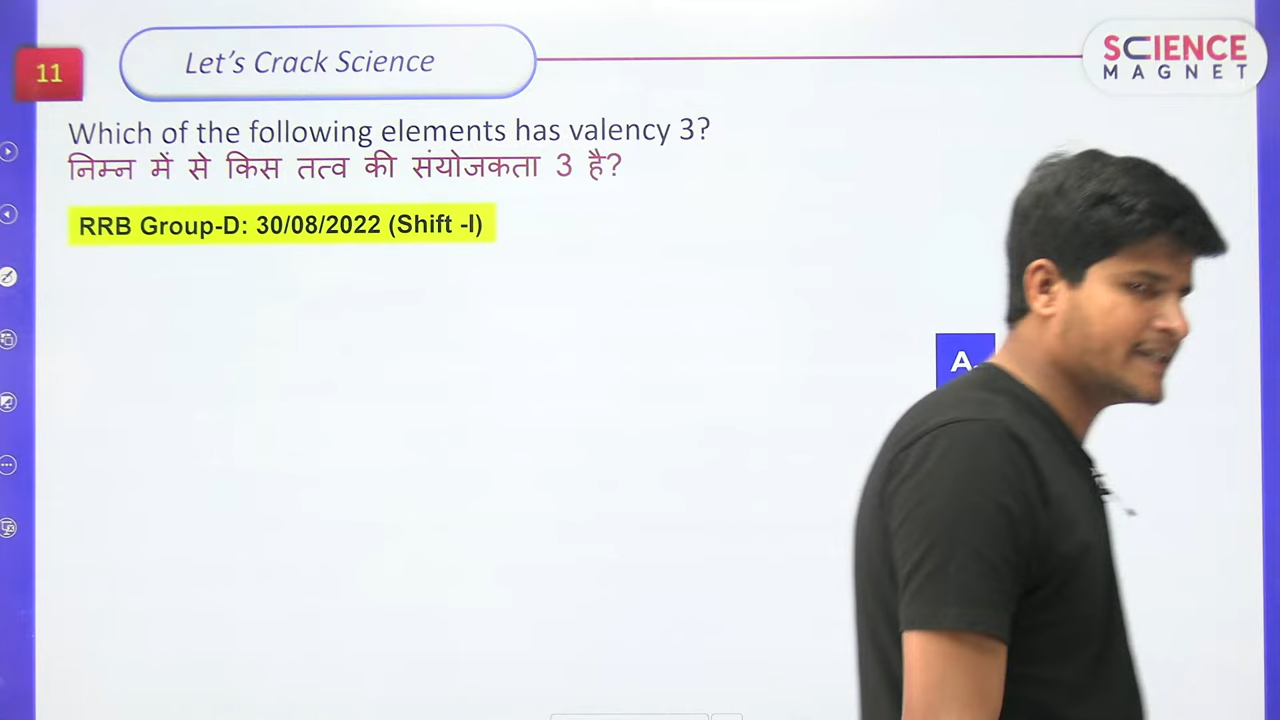 11
Let's Crack Science
SCIENCE
MAGNET
Which of the following elements has valency 3?
निम्न में से किस तत्व की संयोजकता 3 है?
RRB Group-D: 30/08/2022 (Shift -I)
A.